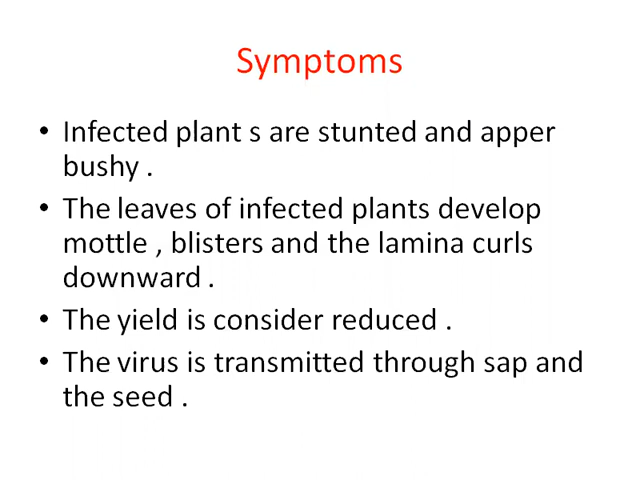 Symptoms
• Infected plant s are stunted and apper
bushy .
• The leaves of infected plants develop
mottle , blisters and the lamina curls
downward .
• The yield is consider reduced .
• The virus is transmitted through sap and
the seed .